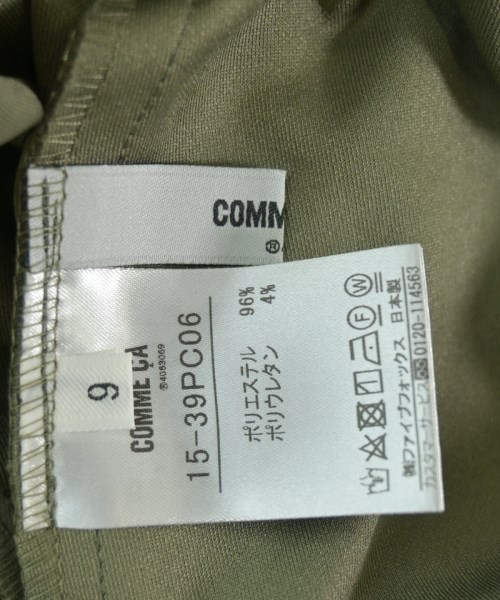 COMM
9
COMME ÇA
®4063069
15-39PC06
ポリエステル 96%
ポリウレタン 4%
F W
㈱ファイブフォックス 日本製
カスタマーサービス 0120-114563